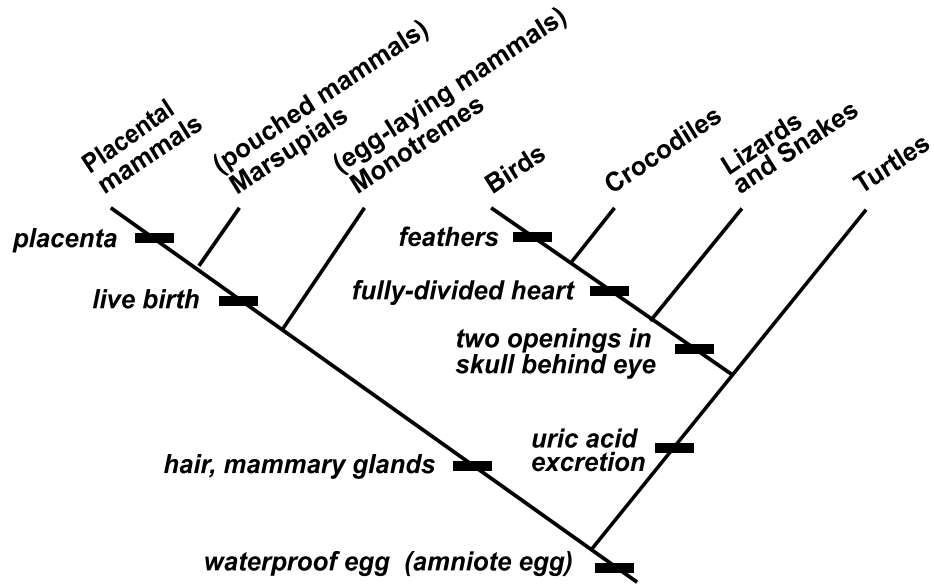 Placental
mammals
(pouched mammals)
Marsupials
(egg-laying mammals)
Monotremes
Birds
Crocodiles
Lizards
and Snakes
Turtles
placenta
feathers
live birth
fully-divided heart
two openings in
skull behind eye
uric acid
excretion
hair, mammary glands
waterproof egg (amniote egg)